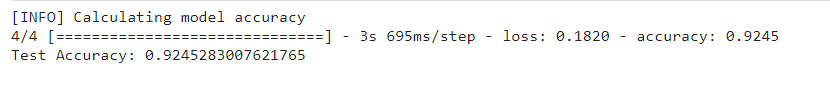 [INFO] Calculating model accuracy
4/4 [==============================] - 3s 695ms/step - loss: 0.1820 - accuracy: 0.9245
Test Accuracy: 0.9245283007621765